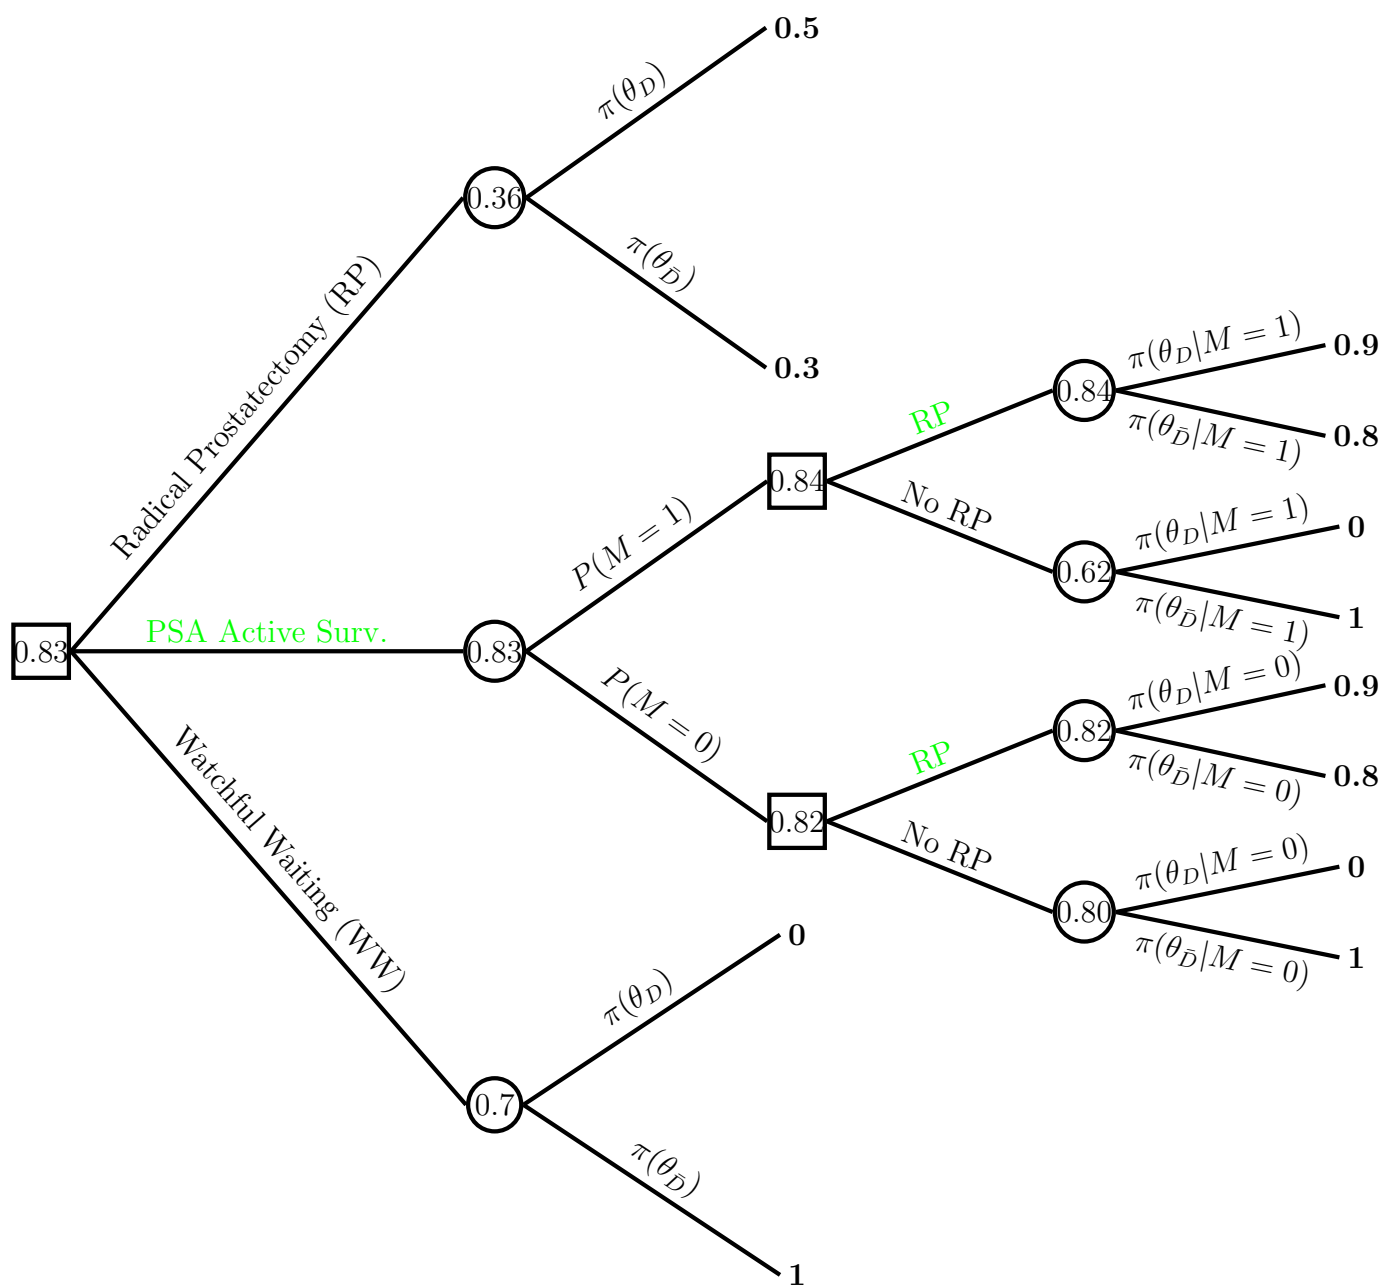 0.5
π(θ_D)
0.36
π(θ_D̄)
0.3
Radical Prostatectomy (RP)
π(θ_D|M = 1)
0.9
0.84
π(θ_D̄|M = 1)
0.8
RP
0.84
No RP
P(M = 1)
π(θ_D|M = 1)
0
0.62
π(θ_D̄|M = 1)
1
0.83
PSA Active Surv.
0.83
π(θ_D|M = 0)
0.9
0.82
π(θ_D̄|M = 0)
0.8
P(M = 0)
RP
0.82
No RP
π(θ_D|M = 0)
0
0.80
π(θ_D̄|M = 0)
1
Watchful Waiting (WW)
0
π(θ_D)
0.7
π(θ_D̄)
1